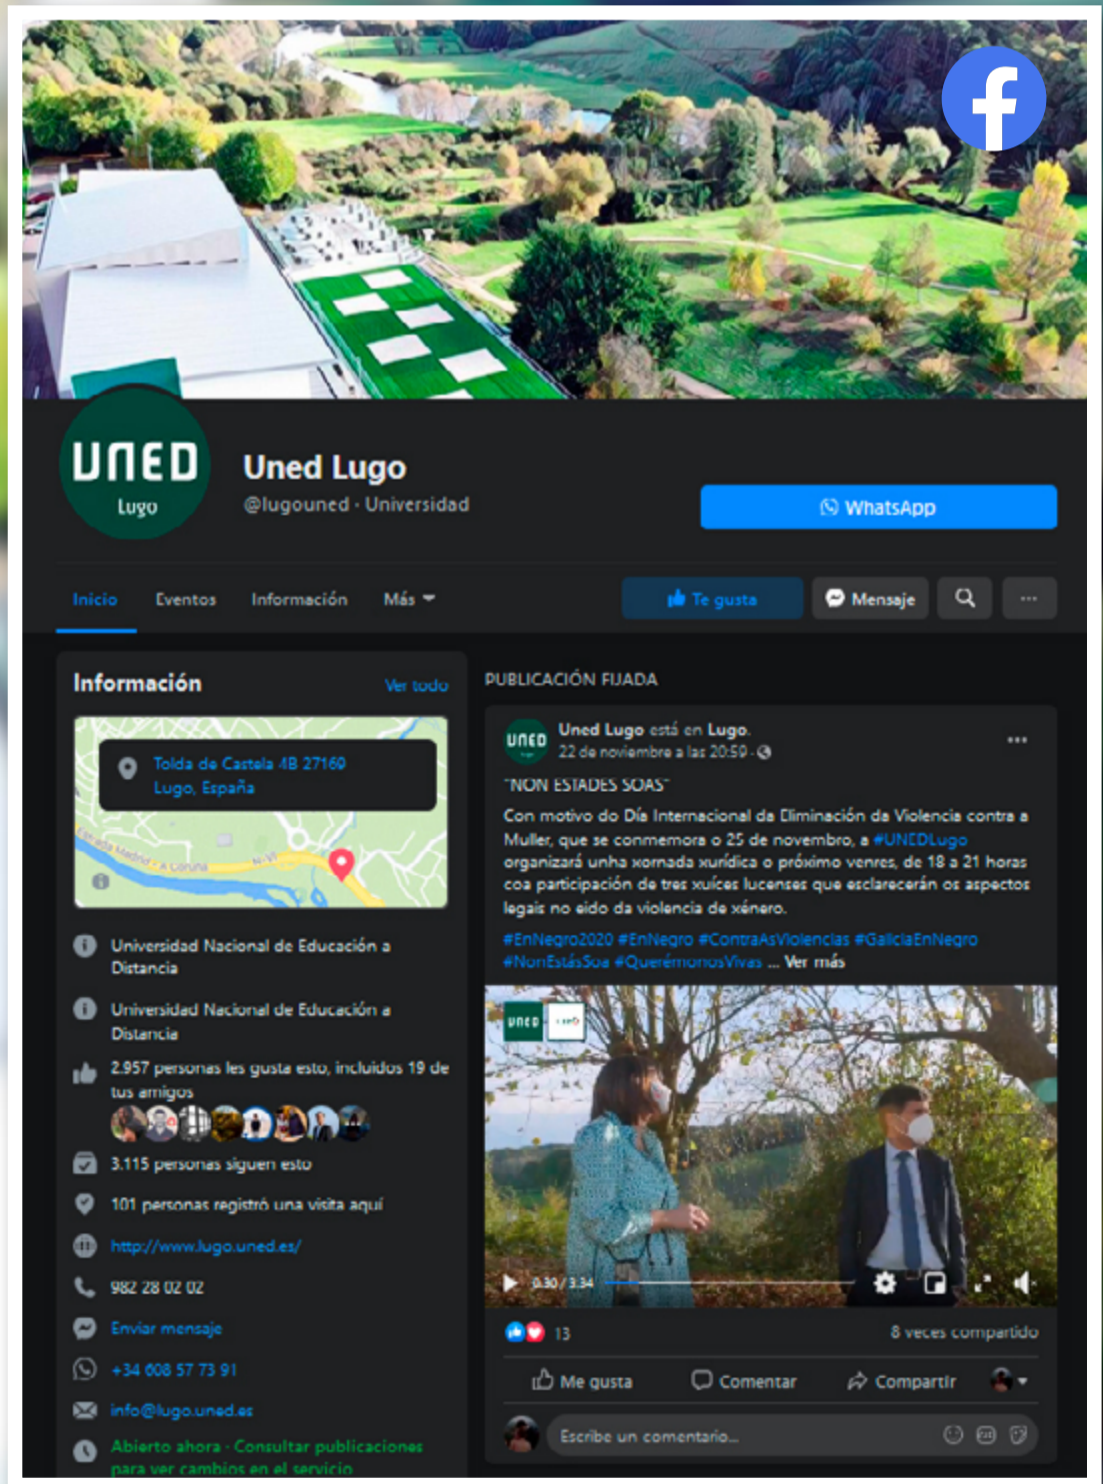 f
UNED
Lugo
Uned Lugo
@lugouned · Universidad
WhatsApp
Inicio
Eventos
Información
Más
Te gusta
Mensaje
Información
Ver todo
Tolda de Castela 4B 27169
Lugo, España
Estrada Madrid - A Coruña
N-VI
Universidad Nacional de Educación a
Distancia
Universidad Nacional de Educación a
Distancia
2.957 personas les gusta esto, incluidos 19 de
tus amigos
3.115 personas siguen esto
101 personas registró una visita aquí
http://www.lugo.uned.es/
982 28 02 02
Enviar mensaje
+34 608 57 73 91
info@lugo.uned.es
Abierto ahora · Consultar publicaciones
para ver cambios en el servicio
PUBLICACIÓN FIJADA
UNED
Uned Lugo está en Lugo.
22 de noviembre a las 20:59 ·
"NON ESTADES SOAS"
Con motivo do Día Internacional da Eliminación da Violencia contra a
Muller, que se conmemora o 25 de novembro, a #UNEDLugo
organizará unha xornada xurídica o próximo venres, de 18 a 21 horas
coa participación de tres xuíces lucenses que esclarecerán os aspectos
legais no eido da violencia de xénero.
#EnNegro2020 #EnNegro #ContraAsViolencias #GaliciaEnNegro
#NonEstásSoa #QuerémonosVivas ... Ver más
UNED
0:30 / 3:34
13
8 veces compartido
Me gusta
Comentar
Compartir
Escribe un comentario...
GIF